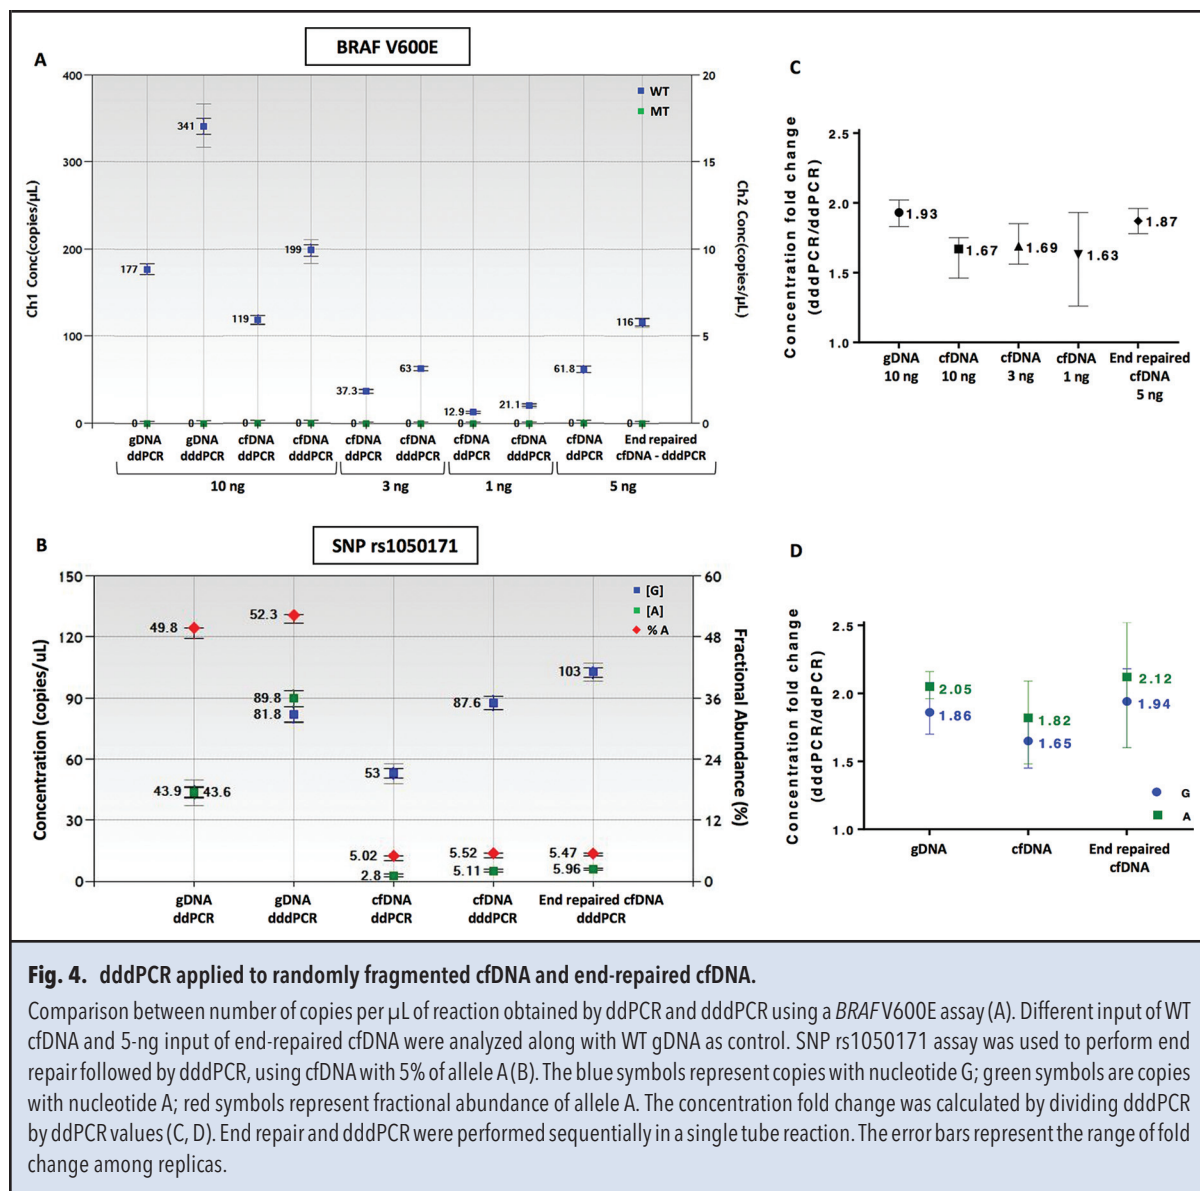 BRAF V600E
A
400
300
200
100
0
Ch1 Conc(copies/µL)
20
15
10
5
0
Ch2 Conc(copies/µL)
WT
MT
177
341
119
199
37.3
63
12.9
21.1
61.8
116
0 0 0 0 0 0 0 0 0 0
gDNA gDNA cfDNA cfDNA cfDNA cfDNA cfDNA cfDNA cfDNA End repaired
ddPCR dddPCR ddPCR dddPCR ddPCR dddPCR ddPCR dddPCR ddPCR cfDNA - dddPCR
10 ng 3 ng 1 ng 5 ng
C
Concentration fold change
(dddPCR/ddPCR)
2.5
2.0
1.5
1.0
1.93
1.67
1.69
1.63
1.87
gDNA cfDNA cfDNA cfDNA End repaired
10 ng 10 ng 3 ng 1 ng cfDNA
5 ng
B
SNP rs1050171
150
120
90
60
30
0
Concentration (copies/uL)
60
48
36
24
12
0
Fractional Abundance (%)
[G]
[A]
% A
49.8
43.9 43.6
52.3
89.8
81.8
53
5.02
2.8
87.6
5.52
5.11
103
5.47
5.96
gDNA gDNA cfDNA cfDNA End repaired cfDNA
ddPCR dddPCR ddPCR dddPCR dddPCR
D
Concentration fold change
(dddPCR/ddPCR)
2.5
2.0
1.5
1.0
2.05
1.86
1.82
1.65
2.12
1.94
G
A
gDNA cfDNA End repaired
cfDNA
Fig. 4. dddPCR applied to randomly fragmented cfDNA and end-repaired cfDNA.
Comparison between number of copies per µL of reaction obtained by ddPCR and dddPCR using a BRAF V600E assay (A). Different input of WT
cfDNA and 5-ng input of end-repaired cfDNA were analyzed along with WT gDNA as control. SNP rs1050171 assay was used to perform end
repair followed by dddPCR, using cfDNA with 5% of allele A (B). The blue symbols represent copies with nucleotide G; green symbols are copies
with nucleotide A; red symbols represent fractional abundance of allele A. The concentration fold change was calculated by dividing dddPCR
by ddPCR values (C, D). End repair and dddPCR were performed sequentially in a single tube reaction. The error bars represent the range of fold
change among replicas.